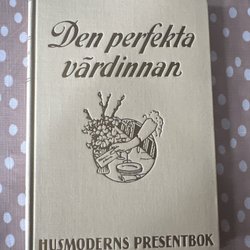 Den perfekta
värdinnan
HUSMODERNS PRESENTBOK